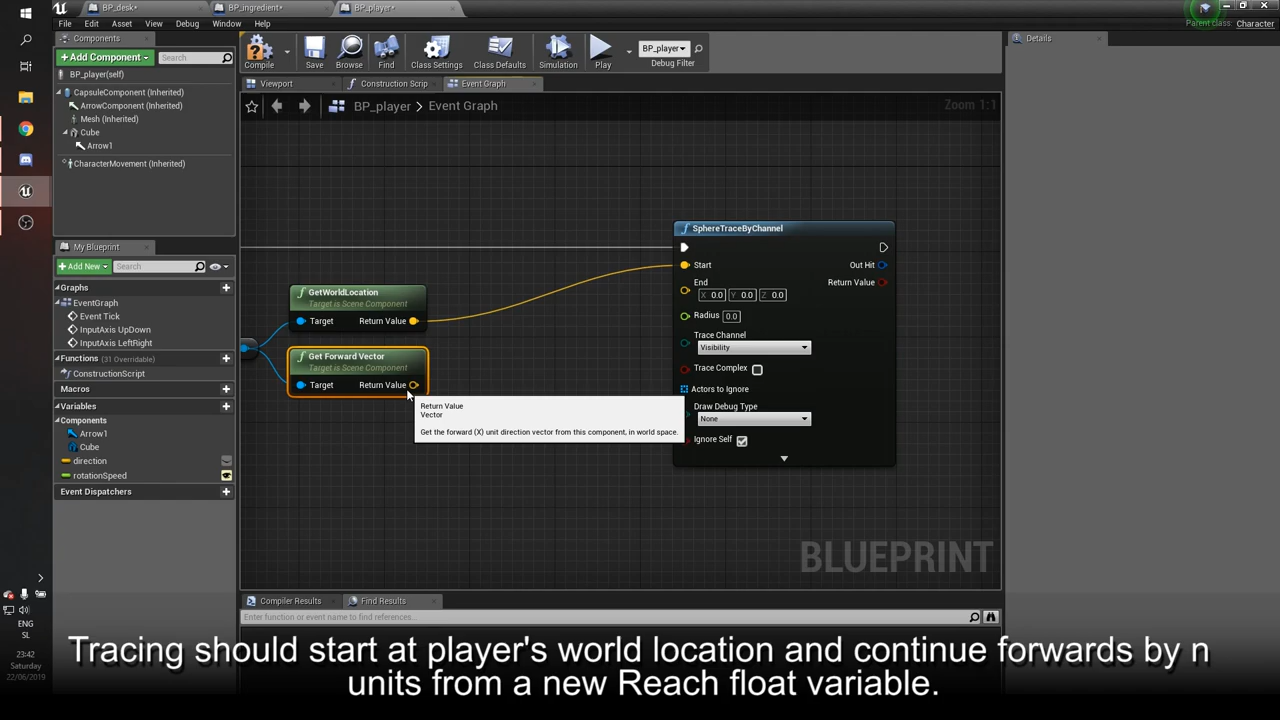 BP_desk*
BP_ingredient*
BP_player*
File
Edit
Asset
View
Debug
Window
Help
Parent class: Character
Components
+Add Component
Search
BP_player(self)
CapsuleComponent (Inherited)
ArrowComponent (Inherited)
Mesh (Inherited)
Cube
Arrow1
CharacterMovement (Inherited)
My Blueprint
+Add New
Search
Graphs
EventGraph
Event Tick
InputAxis UpDown
InputAxis LeftRight
Functions (31 Overridable)
ConstructionScript
Macros
Variables
Components
Arrow1
Cube
direction
rotationSpeed
Event Dispatchers
Compile
Save
Browse
Find
Class Settings
Class Defaults
Simulation
Play
BP_player
Debug Filter
Viewport
Construction Scrip
Event Graph
BP_player > Event Graph
Zoom 1:1
GetWorldLocation
Target is Scene Component
Target
Return Value
Get Forward Vector
Target is Scene Component
Target
Return Value
Return Value
Vector
Get the forward (X) unit direction vector from this component, in world space.
SphereTraceByChannel
Start
Out Hit
End
Return Value
X 0.0 Y 0.0 Z 0.0
Radius 0.0
Trace Channel
Visibility
Trace Complex
Actors to Ignore
Draw Debug Type
None
Ignore Self
BLUEPRINT
Compiler Results
Find Results
Enter function or event name to find references...
Details
ENG
SL
23:42
Saturday
22/06/2019
Tracing should start at player's world location and continue forwards by n
units from a new Reach float variable.